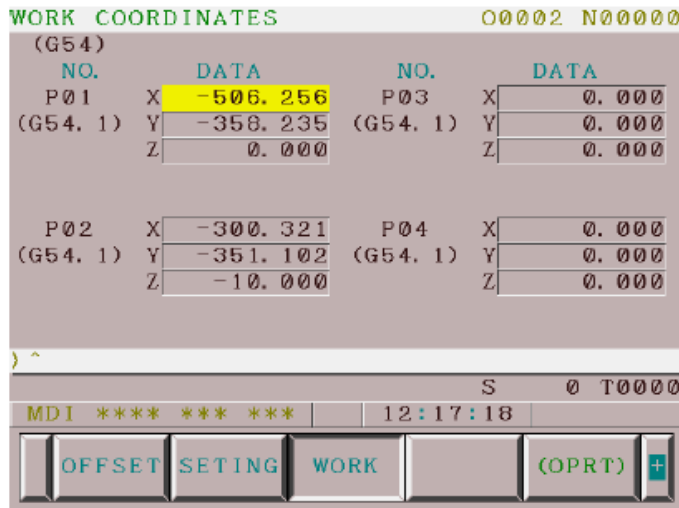 WORK COORDINATES O0002 N00000
(G54)
NO. DATA NO. DATA
P01 X -506.256 P03 X 0.000
(G54.1) Y -358.235 (G54.1) Y 0.000
Z 0.000 Z 0.000
P02 X -300.321 P04 X 0.000
(G54.1) Y -351.102 (G54.1) Y 0.000
Z -10.000 Z 0.000
) ^
S 0 T0000
MDI **** *** *** 12:17:18
OFFSET SETING WORK (OPRT) +